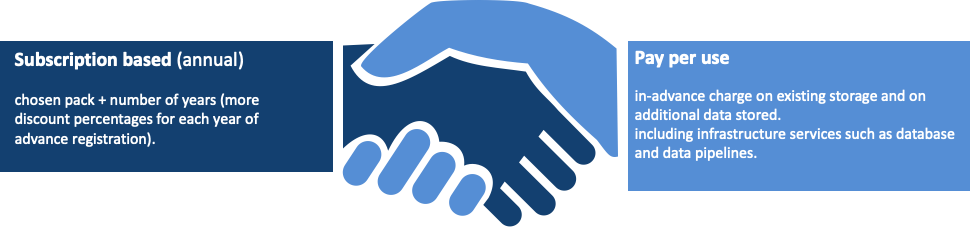 Subscription based (annual)
chosen pack + number of years (more
discount percentages for each year of
advance registration).
Pay per use
in-advance charge on existing storage and on
additional data stored.
including infrastructure services such as database
and data pipelines.